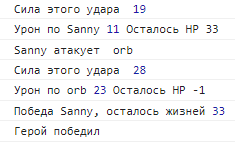 Сила этого удара  19
Урон по Sanny 11 Осталось HP 33
Sanny атакует  orb
Сила этого удара  28
Урон по orb 23 Осталось HP -1
Победа Sanny, осталось жизней 33
Герой победил